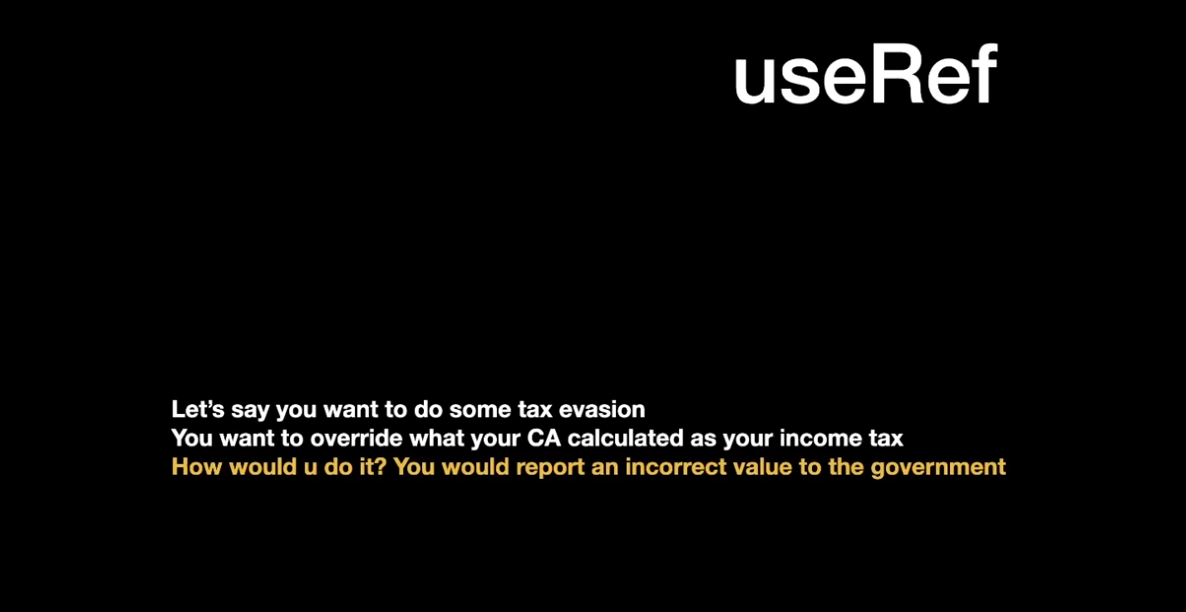 useRef
Let’s say you want to do some tax evasion
You want to override what your CA calculated as your income tax
How would u do it? You would report an incorrect value to the government